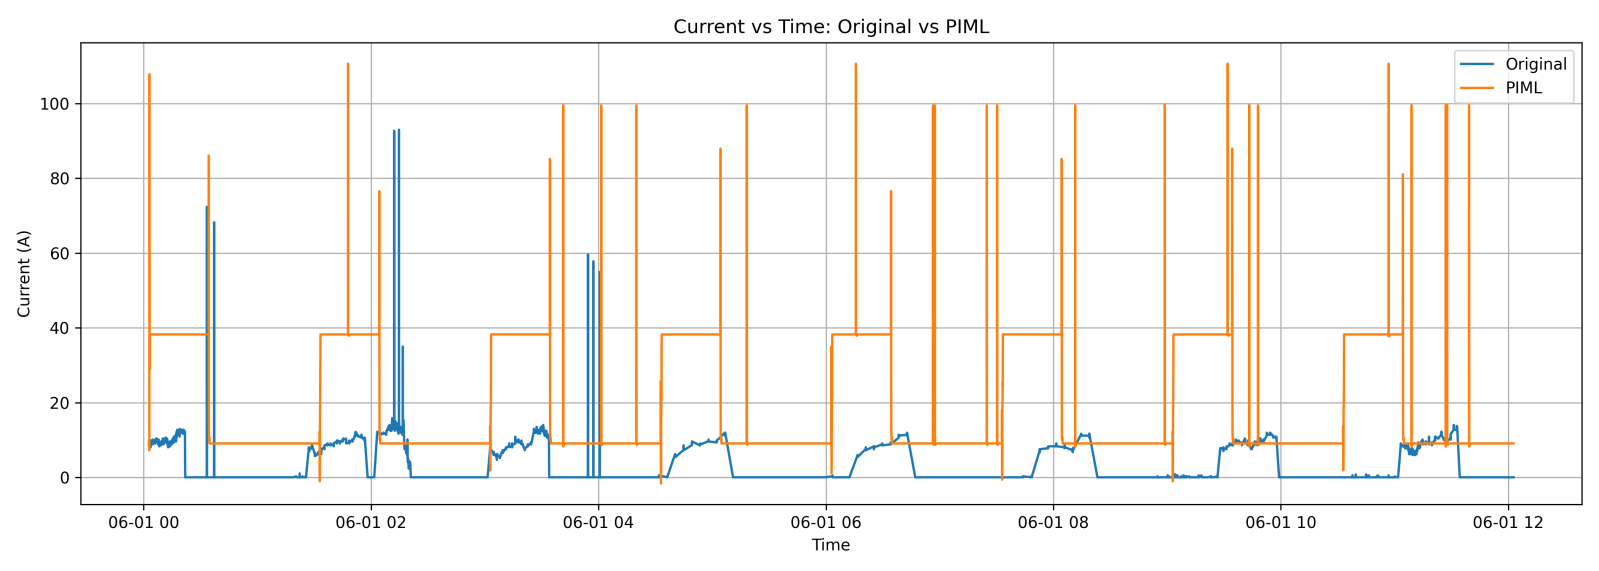 Current vs Time: Original vs PIML
Original
PIML
Current (A)
100
80
60
40
20
0
06-01 00
06-01 02
06-01 04
06-01 06
06-01 08
06-01 10
06-01 12
Time